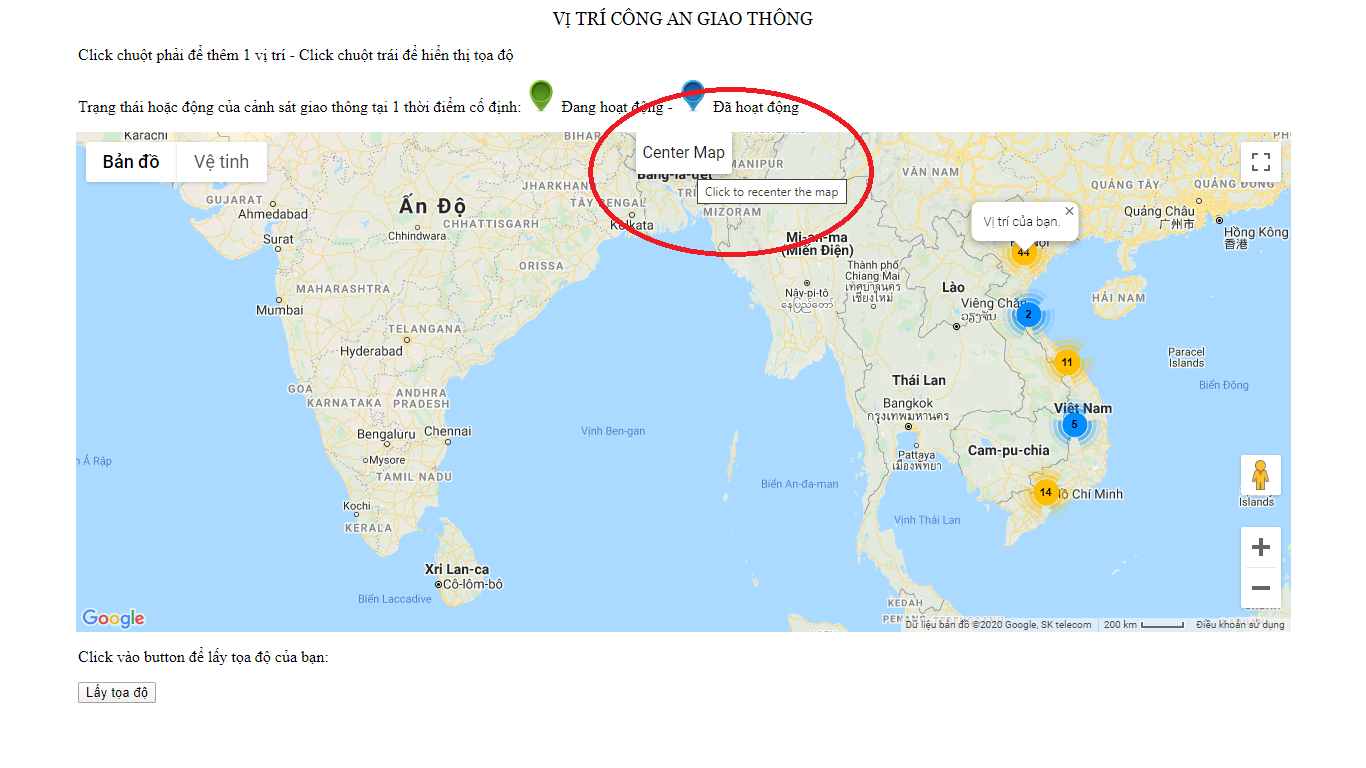 VỊ TRÍ CÔNG AN GIAO THÔNG
Click chuột phải để thêm 1 vị trí - Click chuột trái để hiển thị tọa độ
Trạng thái hoặc động của cảnh sát giao thông tại 1 thời điểm cố định: Đang hoạt động - Đã hoạt động
Karachi
BIHAR
Bản đồ
Vệ tinh
Center Map
MANIPUR
Click to recenter the map
VÂN NAM
QUẢNG TÂY
QUẢNG ĐÔNG
JHARKHAND
TÂY BENGAL
MIZORAM
GUJARAT
Ahmedabad
Ấn Độ
CHHATTISGARH
Kolkata
Chhindwara
Quảng Châu
广州市
Hồng Kông
香港
Vị trí của bạn.
Surat
Mi-an-ma
(Miến Điện)
44
ORISSA
Thành phố
Chiang Mai
เทศบาลนคร
เชียงใหม่
MAHARASHTRA
Nây-pi-tô
နေပြည်တော်
Lào
Viêng Chăn
ວຽງຈັນ
HẢI NAM
Mumbai
2
TELANGANA
Hyderabad
11
Paracel
Islands
GOA
KARNATAKA
ANDHRA
PRADESH
Thái Lan
Biển Đông
Bangkok
กรุงเทพมหานคร
Việt Nam
5
Bengaluru
Chennai
Vịnh Ben-gan
Mysore
Pattaya
เมืองพัทยา
Cam-pu-chia
TAMIL NADU
Biển An-đa-man
14
Hồ Chí Minh
Islands
Kochi
KERALA
Vịnh Thái Lan
Xri Lan-ca
Cô-lôm-bô
Biển Laccadive
KEDAH
Google
Dữ liệu bản đồ ©2020 Google, SK telecom
200 km
Điều khoản sử dụng
Click vào button để lấy tọa độ của bạn:
Lấy tọa độ